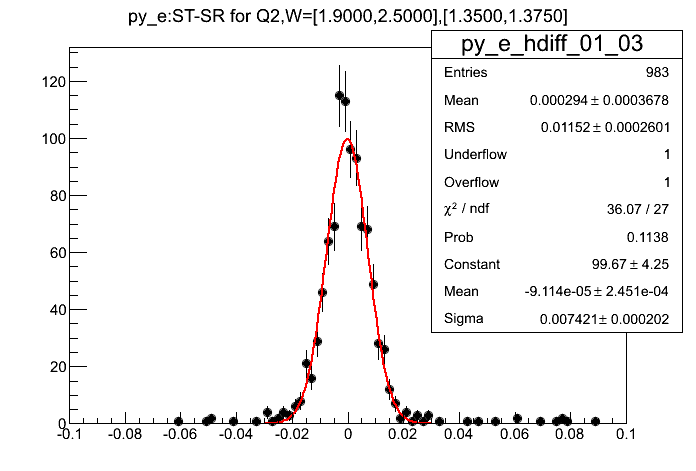 py_e:ST-SR for Q2,W=[1.9000,2.5000],[1.3500,1.3750]
py_e_hdiff_01_03
Entries 983
Mean 0.000294 ± 0.0003678
RMS 0.01152 ± 0.0002601
Underflow 1
Overflow 1
χ² / ndf 36.07 / 27
Prob 0.1138
Constant 99.67 ± 4.25
Mean -9.114e-05 ± 2.451e-04
Sigma 0.007421 ± 0.000202
120
100
80
60
40
20
0
-0.1 -0.08 -0.06 -0.04 -0.02 0 0.02 0.04 0.06 0.08 0.1